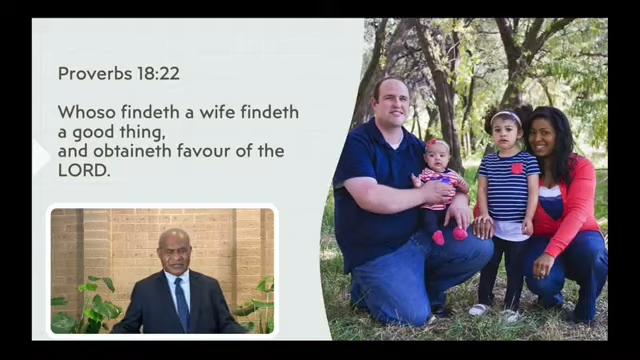 Proverbs 18:22
Whoso findeth a wife findeth
a good thing,
and obtaineth favour of the
LORD.